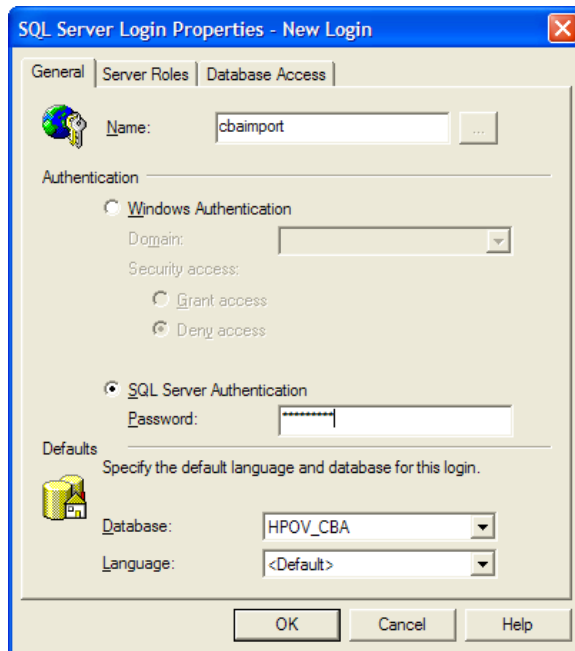 SQL Server Login Properties - New Login
General Server Roles Database Access
Name: cbaimport ...
Authentication
Windows Authentication
Domain:
Security access:
Grant access
Deny access
SQL Server Authentication
Password: *********
Defaults
Specify the default language and database for this login.
Database: HPOV_CBA
Language: <Default>
OK Cancel Help